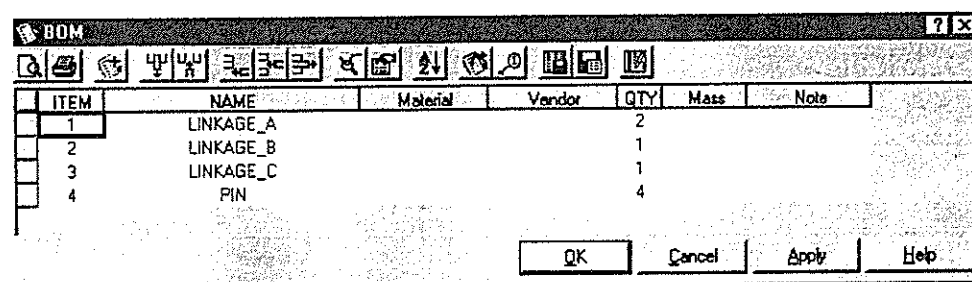 BOM
ITEM NAME Material Vendor QTY Mass Note
1 LINKAGE_A 2
2 LINKAGE_B 1
3 LINKAGE_C 1
4 PIN 4
OK Cancel Apply Help